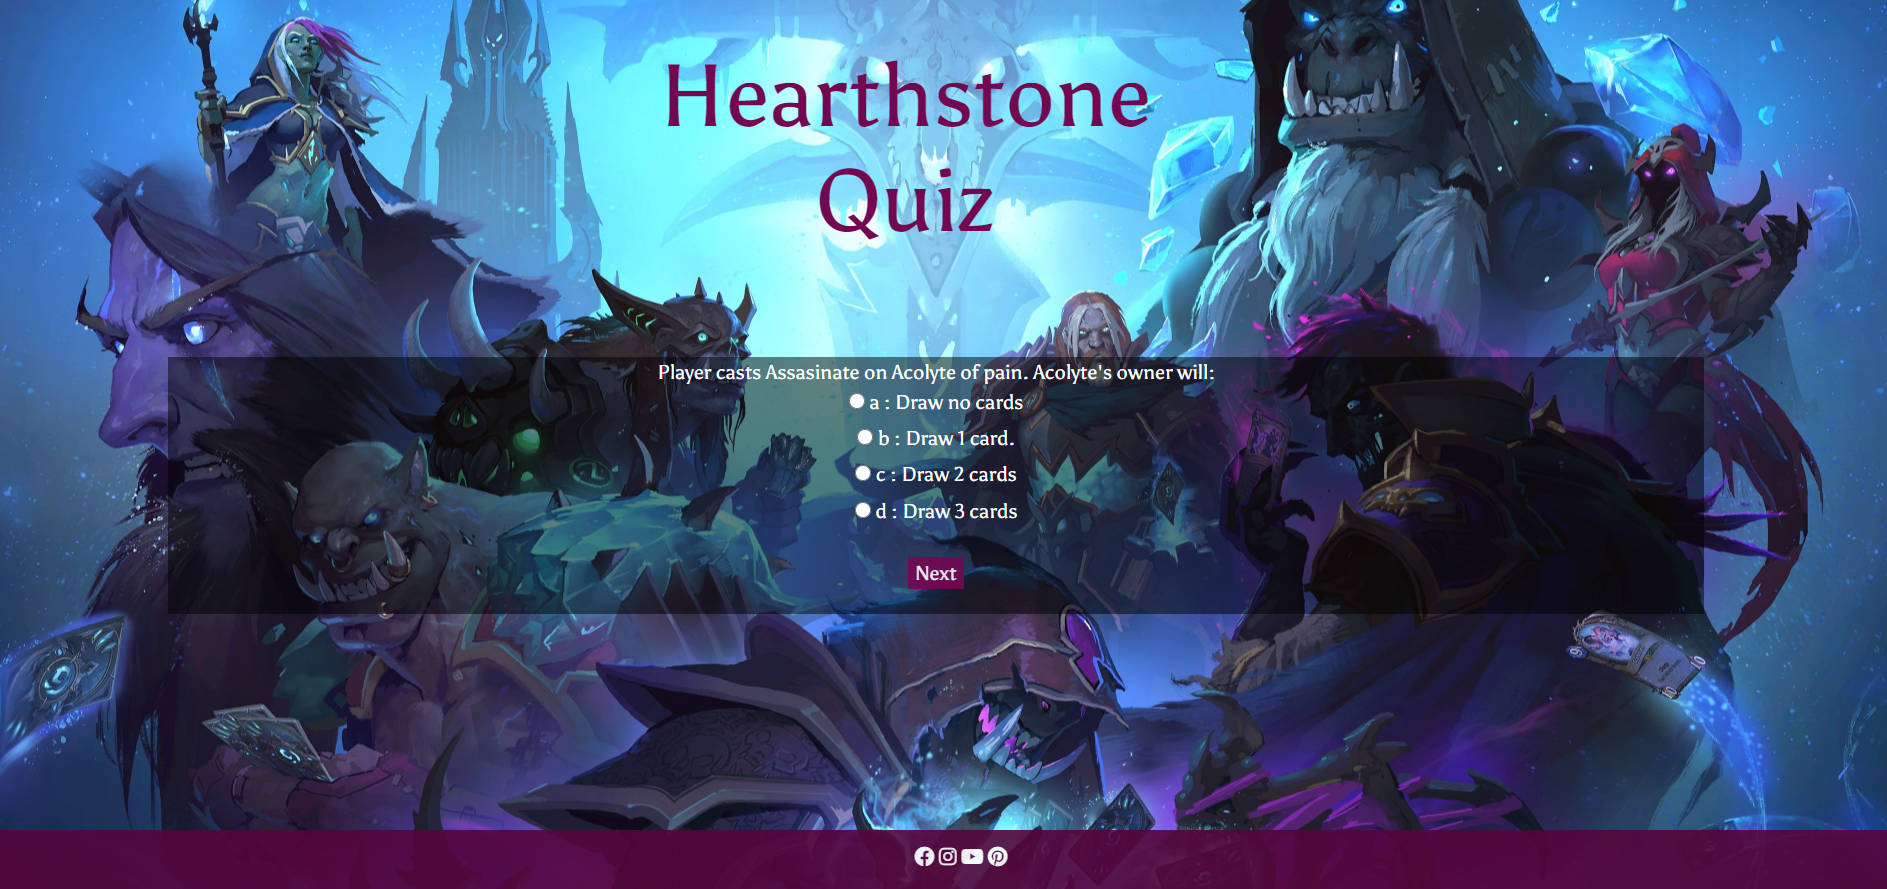 Hearthstone
Quiz
Player casts Assasinate on Acolyte of pain. Acolyte's owner will:
a : Draw no cards
b : Draw 1 card.
c : Draw 2 cards
d : Draw 3 cards
Next